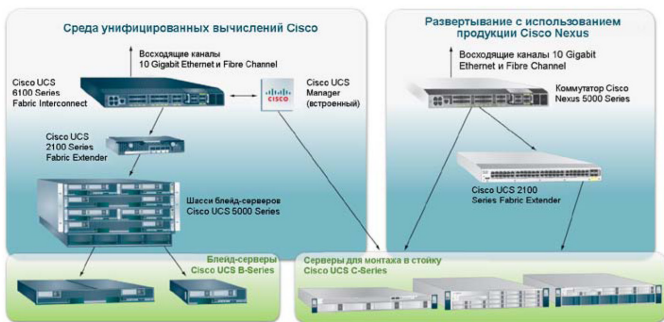 Среда унифицированных вычислений Cisco
Восходящие каналы
10 Gigabit Ethernet и Fibre Channel
Cisco UCS
6100 Series
Fabric Interconnect
CISCO
Cisco UCS
Manager
(встроенный)
Cisco UCS
2100 Series
Fabric Extender
Шасси блейд-серверов
Cisco UCS 5000 Series
Блейд-серверы
Cisco UCS B-Series
Развертывание с использованием
продукции Cisco Nexus
Восходящие каналы 10 Gigabit
Ethernet и Fibre Channel
Коммутатор Cisco
Nexus 5000 Series
Cisco UCS 2100
Series Fabric Extender
Серверы для монтажа в стойку
Cisco UCS C-Series